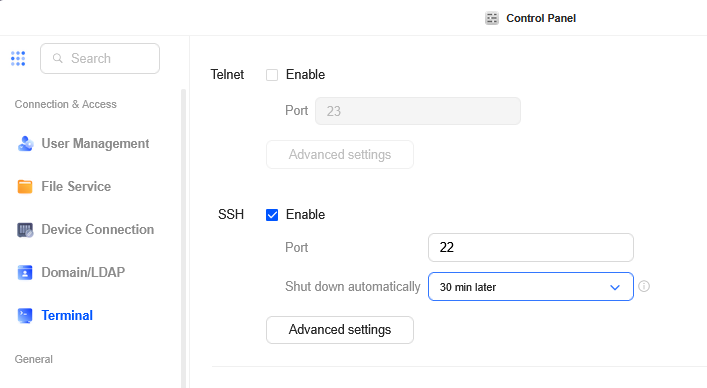 Control Panel
Search
Connection & Access
User Management
File Service
Device Connection
Domain/LDAP
Terminal
General
Telnet Enable
Port 23
Advanced settings
SSH Enable
Port 22
Shut down automatically 30 min later
Advanced settings